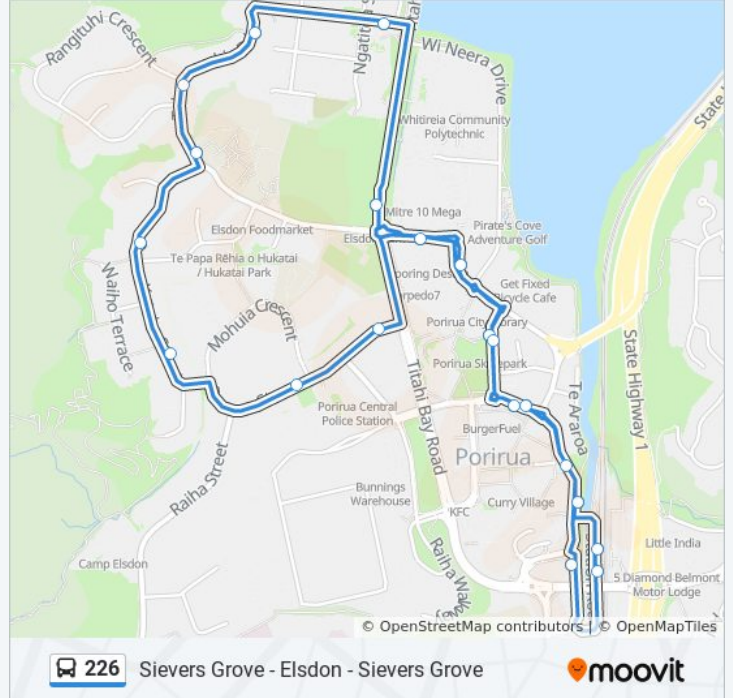 Rangituhi Crescent
Wi Neera Drive
Whitireia Community
Polytechnic
Mitre 10 Mega
Pirate's Cove
Adventure Golf
Elsdon Foodmarket
Te Papa Rēhia o Hukatai
/ Hukatai Park
Get Fixed
Bicycle Cafe
Waiho Terrace
Mohuia Crescent
Porirua City Library
Porirua Skatepark
State Highway 1
Titahi Bay Road
Te Araroa
Porirua Central
Police Station
BurgerFuel
Porirua
Raiha Street
Bunnings
Warehouse
Curry Village
KFC
Little India
Camp Elsdon
5 Diamond Belmont
Motor Lodge
© OpenStreetMap contributors | © OpenMapTiles
226 Sievers Grove - Elsdon - Sievers Grove
moovit